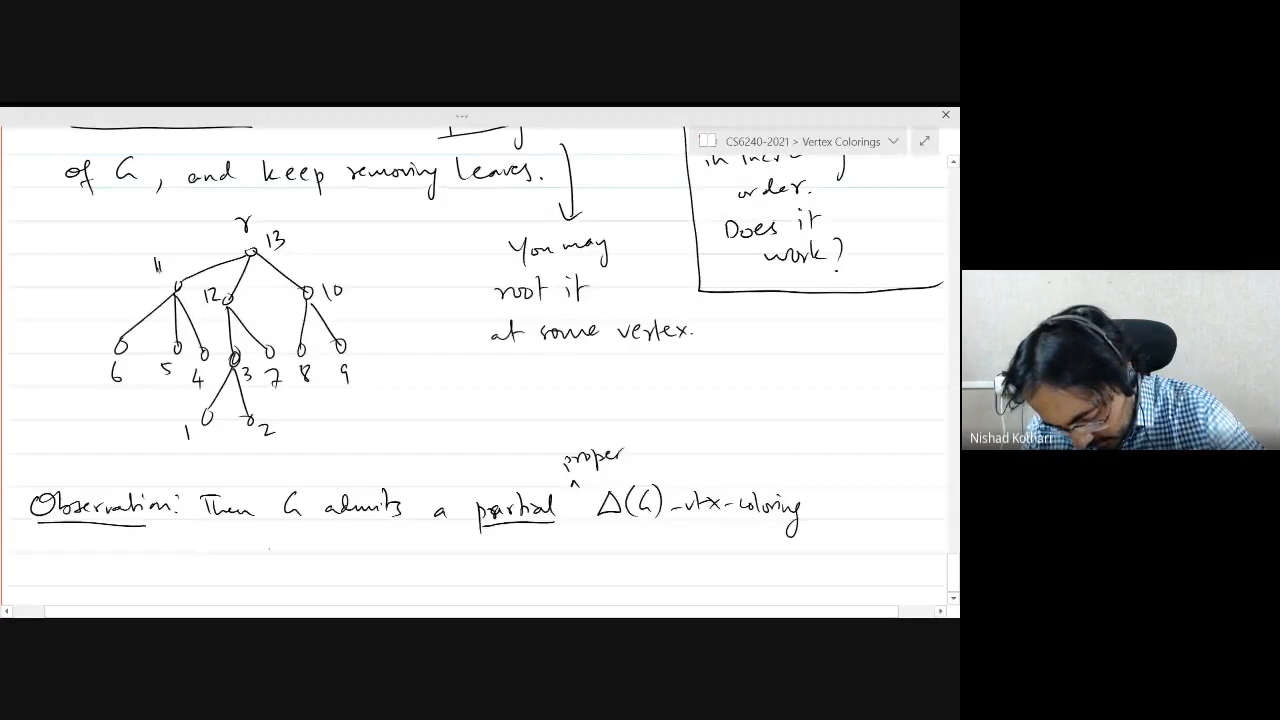 CS6240-2021 > Vertex Colorings
of G, and keep removing leaves.
order.
Does it
work?
You may
root it
at some vertex.
r
13
11
12
10
6
5
4
3
7
8
9
1
2
Nishad Kothari
proper
^
Observation: Then G admits a partial Δ(G)-vtx-coloring